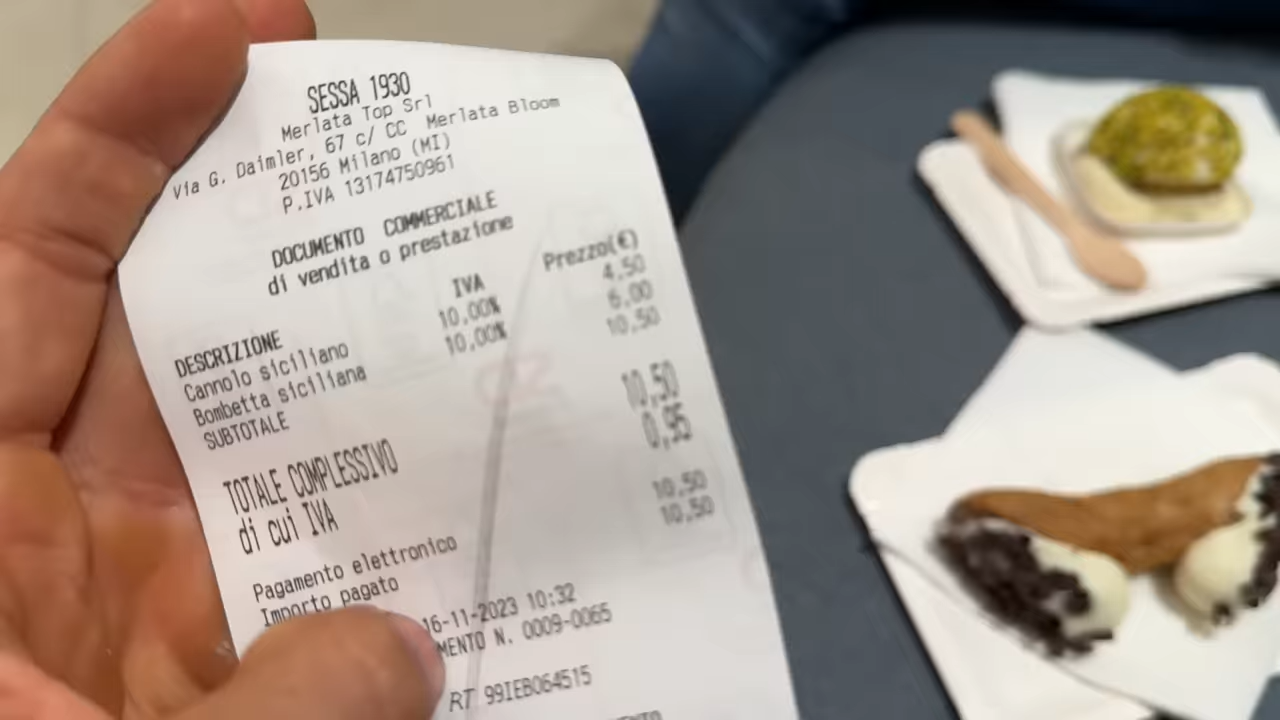 SESSA 1930
Merlata Top Srl
Via G. Daimler, 67 c/ CC Merlata Bloom
20156 Milano (MI)
P.IVA 13174750961
DOCUMENTO COMMERCIALE
di vendita o prestazione
DESCRIZIONE IVA Prezzo(€)
Cannolo siciliano 10,00% 4,50
Bombetta siciliana 10,00% 6,00
SUBTOTALE 10,50
TOTALE COMPLESSIVO 10,50
di cui IVA 0,95
Pagamento elettronico 10,50
Importo pagato 10,50
16-11-2023 10:32
MENTO N. 0009-0065
RT 99IEB064515